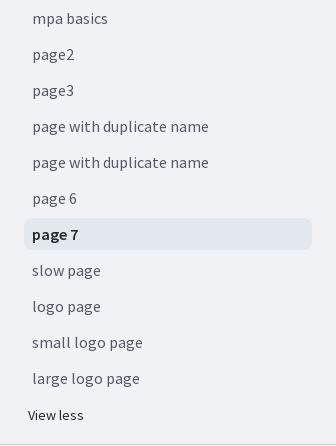 mpa basics
page2
page3
page with duplicate name
page with duplicate name
page 6
page 7
slow page
logo page
small logo page
large logo page
View less